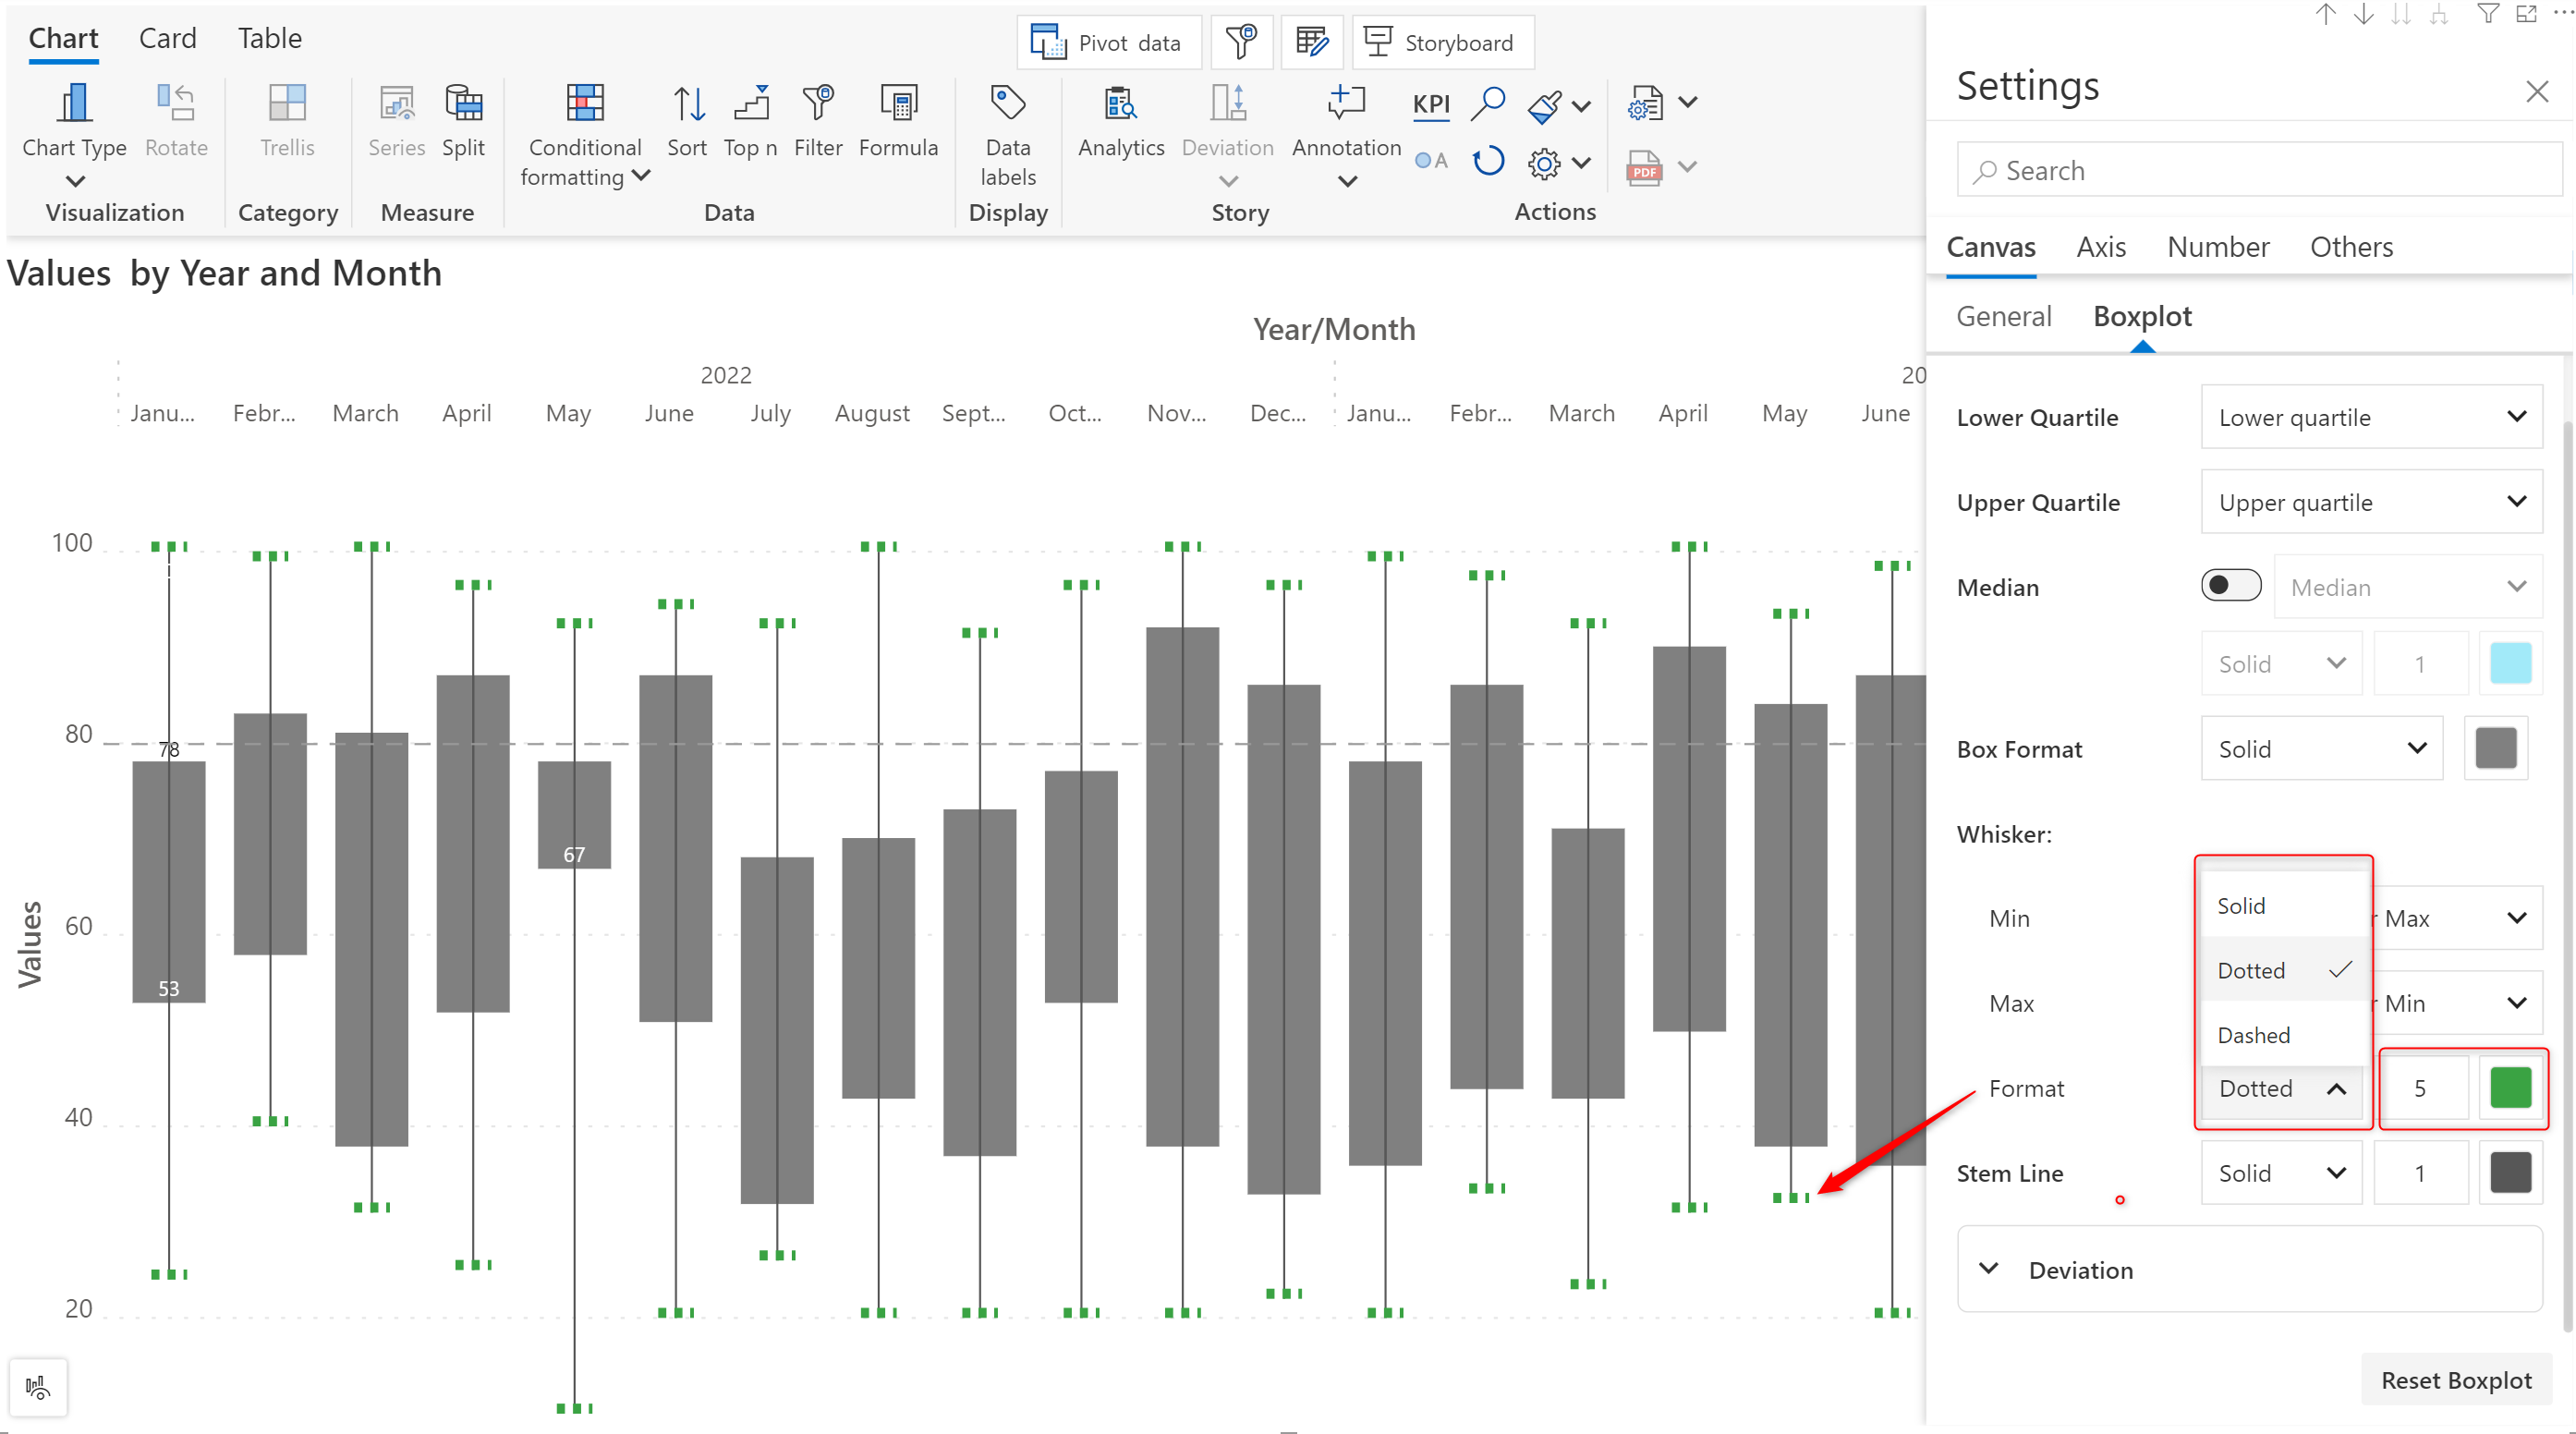 Chart Card Table
Pivot data Storyboard
Chart Type Rotate Trellis Series Split Conditional formatting Sort Top n Filter Formula Data labels Analytics Deviation Annotation KPI
A
PDF
Visualization Category Measure Data Display Story Actions
Values by Year and Month
Year/Month
2022 20
Janu... Febr... March April May June July August Sept... Oct... Nov... Dec... Janu... Febr... March April May June
100
80
78
67
60
53
40
20
Values
Settings
Search
Canvas Axis Number Others
General Boxplot
Lower Quartile Lower quartile
Upper Quartile Upper quartile
Median Median
Solid 1
Box Format Solid
Whisker:
Solid
Min r Max
Dotted
Max r Min
Dashed
Format Dotted 5
Stem Line Solid 1
Deviation
Reset Boxplot